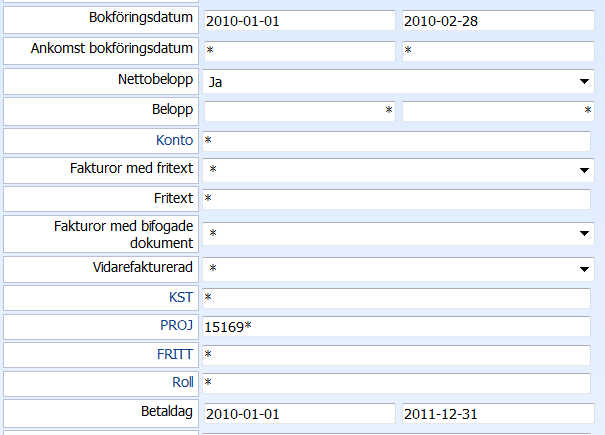 Bokföringsdatum 2010-01-01 2010-02-28
Ankomst bokföringsdatum * *
Nettobelopp Ja
Belopp * *
Konto *
Fakturor med fritext *
Fritext *
Fakturor med bifogade
dokument *
Vidarefakturerad *
KST *
PROJ 15169*
FRITT *
Roll *
Betaldag 2010-01-01 2011-12-31